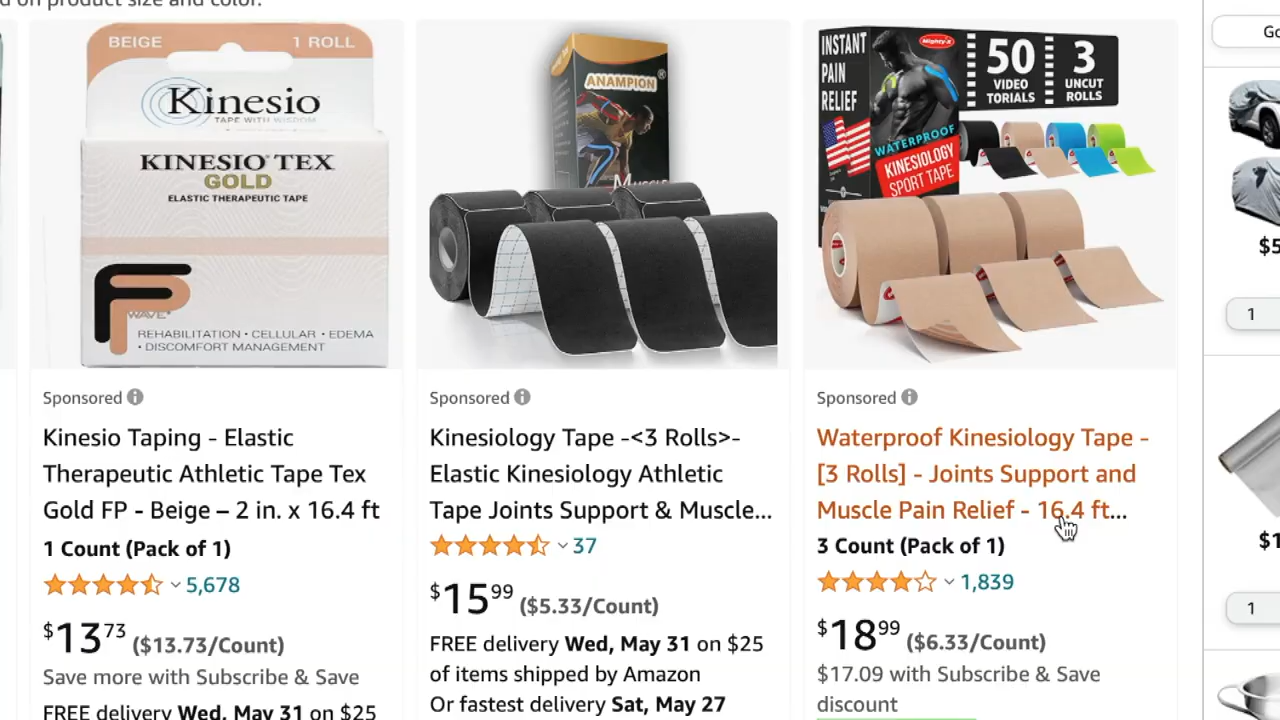 d on product size and color.
BEIGE 1 ROLL
Kinesio
TAPE WITH WISDOM
KINESIO TEX
GOLD
ELASTIC THERAPEUTIC TAPE
WAVE
REHABILITATION • CELLULAR • EDEMA
• DISCOMFORT MANAGEMENT
Sponsored
Kinesio Taping - Elastic
Therapeutic Athletic Tape Tex
Gold FP - Beige – 2 in. x 16.4 ft
1 Count (Pack of 1)
5,678
$13.73 ($13.73/Count)
Save more with Subscribe & Save
FREE delivery Wed, May 31 on $25
ANAMPION®
Muscle
Sponsored
Kinesiology Tape -<3 Rolls>-
Elastic Kinesiology Athletic
Tape Joints Support & Muscle...
37
$15.99 ($5.33/Count)
FREE delivery Wed, May 31 on $25
of items shipped by Amazon
Or fastest delivery Sat, May 27
INSTANT
PAIN
RELIEF
Mighty-X
50
VIDEO
TORIALS
3
UNCUT
ROLLS
WATERPROOF
KINESIOLOGY
SPORT TAPE
Sponsored
Waterproof Kinesiology Tape -
[3 Rolls] - Joints Support and
Muscle Pain Relief - 16.4 ft...
3 Count (Pack of 1)
1,839
$18.99 ($6.33/Count)
$17.09 with Subscribe & Save
discount
Go
$5
1
$1
1